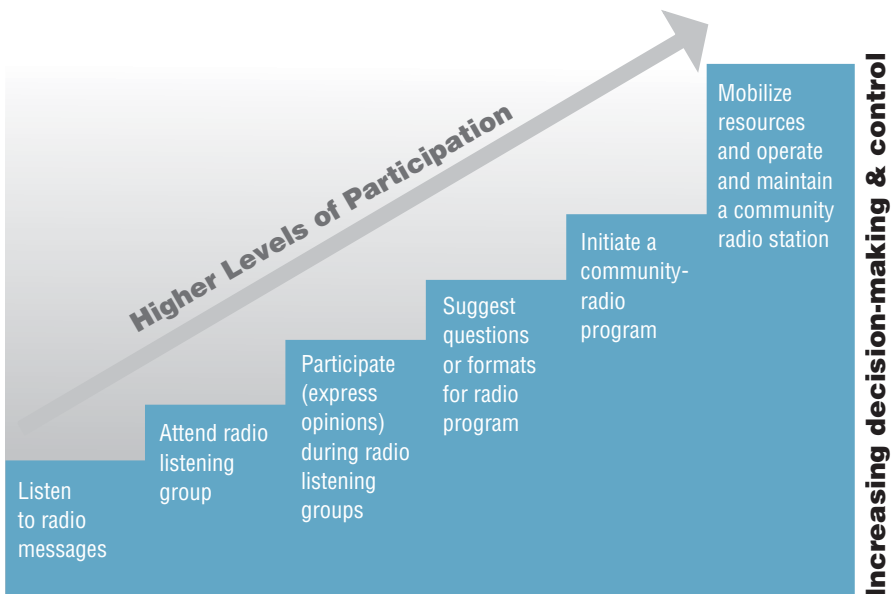 Higher Levels of Participation
Listen
to radio
messages
Attend radio
listening
group
Participate
(express
opinions)
during radio
listening
groups
Suggest
questions
or formats
for radio
program
Initiate a
community-
radio
program
Mobilize
resources
and operate
and maintain
a community
radio station
Increasing decision-making & control